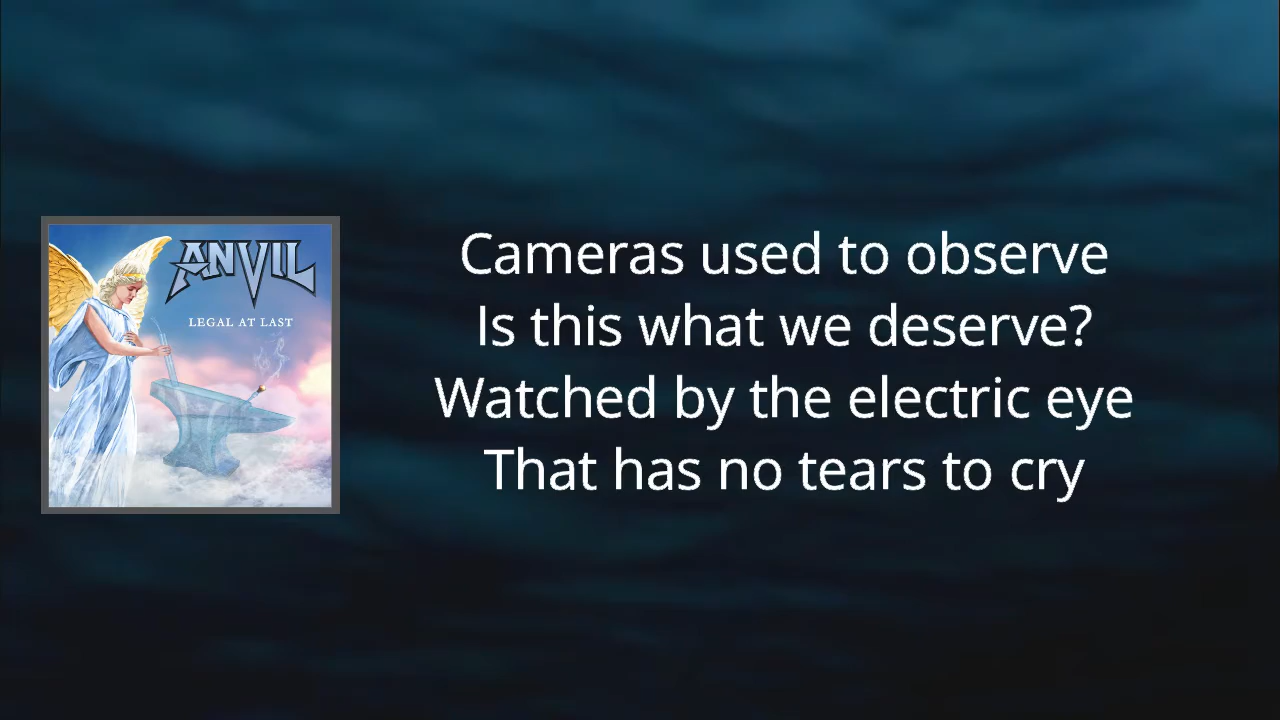 ANVIL
LEGAL AT LAST
Cameras used to observe
Is this what we deserve?
Watched by the electric eye
That has no tears to cry